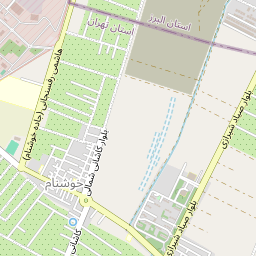 استان البرز
استان تهران
هاشمی رفسنجانی (جاده خوشنام)
بلوار کاشانی شمالی
بلوار صیاد شیرازی
خوشنام
بلوار صیاد شیرازی
کاشانی